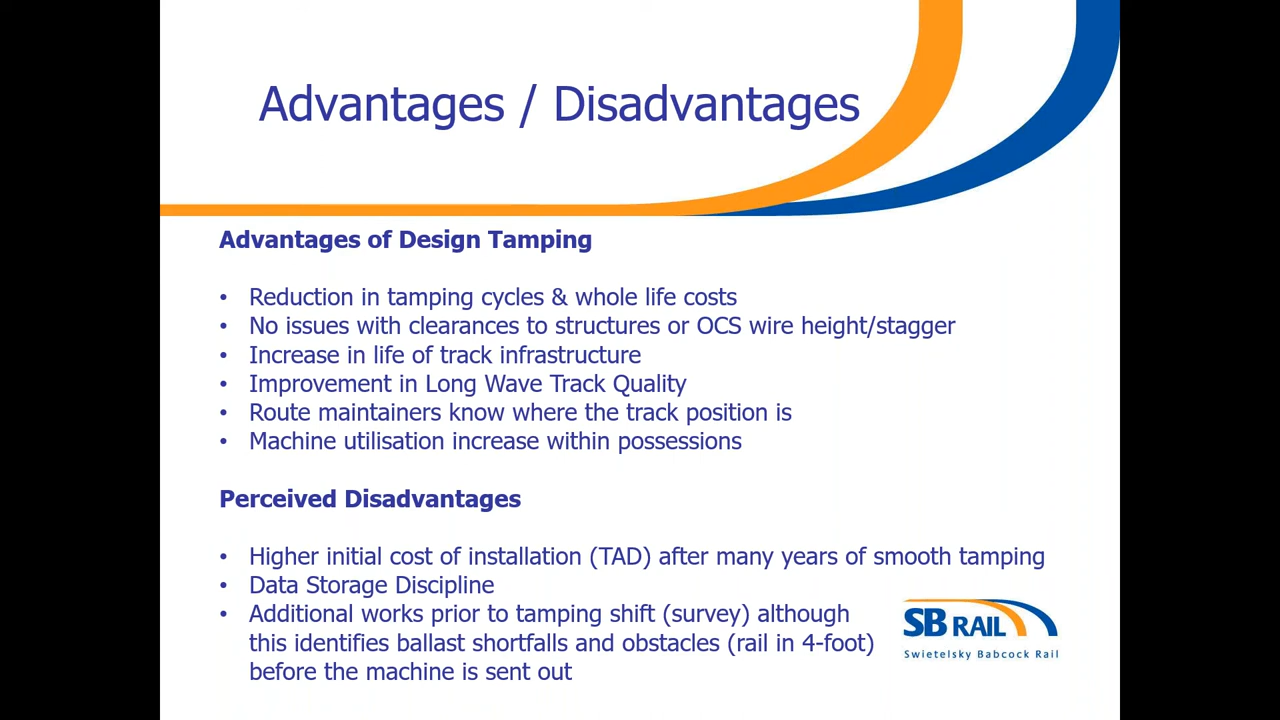 Advantages / Disadvantages
Advantages of Design Tamping
• Reduction in tamping cycles & whole life costs
• No issues with clearances to structures or OCS wire height/stagger
• Increase in life of track infrastructure
• Improvement in Long Wave Track Quality
• Route maintainers know where the track position is
• Machine utilisation increase within possessions
Perceived Disadvantages
• Higher initial cost of installation (TAD) after many years of smooth tamping
• Data Storage Discipline
• Additional works prior to tamping shift (survey) although
this identifies ballast shortfalls and obstacles (rail in 4-foot)
before the machine is sent out
SB RAIL
Swietelsky Babcock Rail